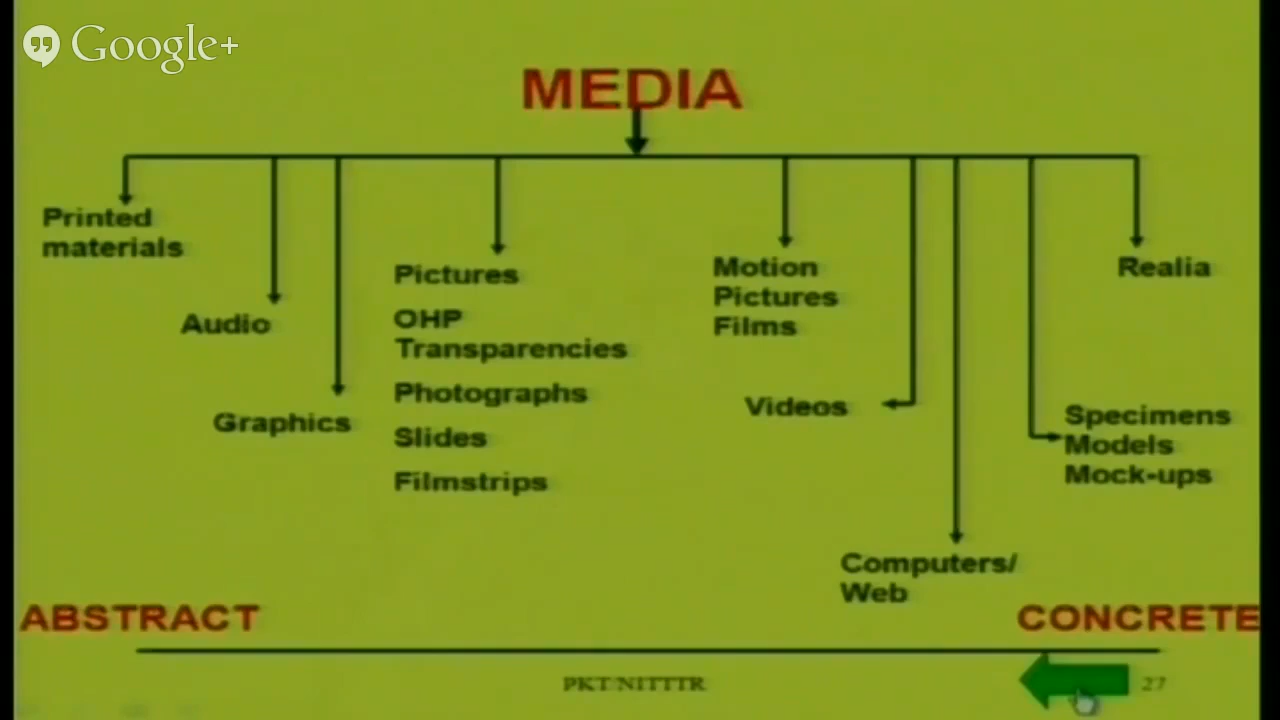 Google+
MEDIA
Printed
materials
Audio
Graphics
Pictures
OHP
Transparencies
Photographs
Slides
Filmstrips
Motion
Pictures
Films
Videos
Computers/
Web
Specimens
Models
Mock-ups
Realia
ABSTRACT
CONCRETE
PKT/NITTTR
27